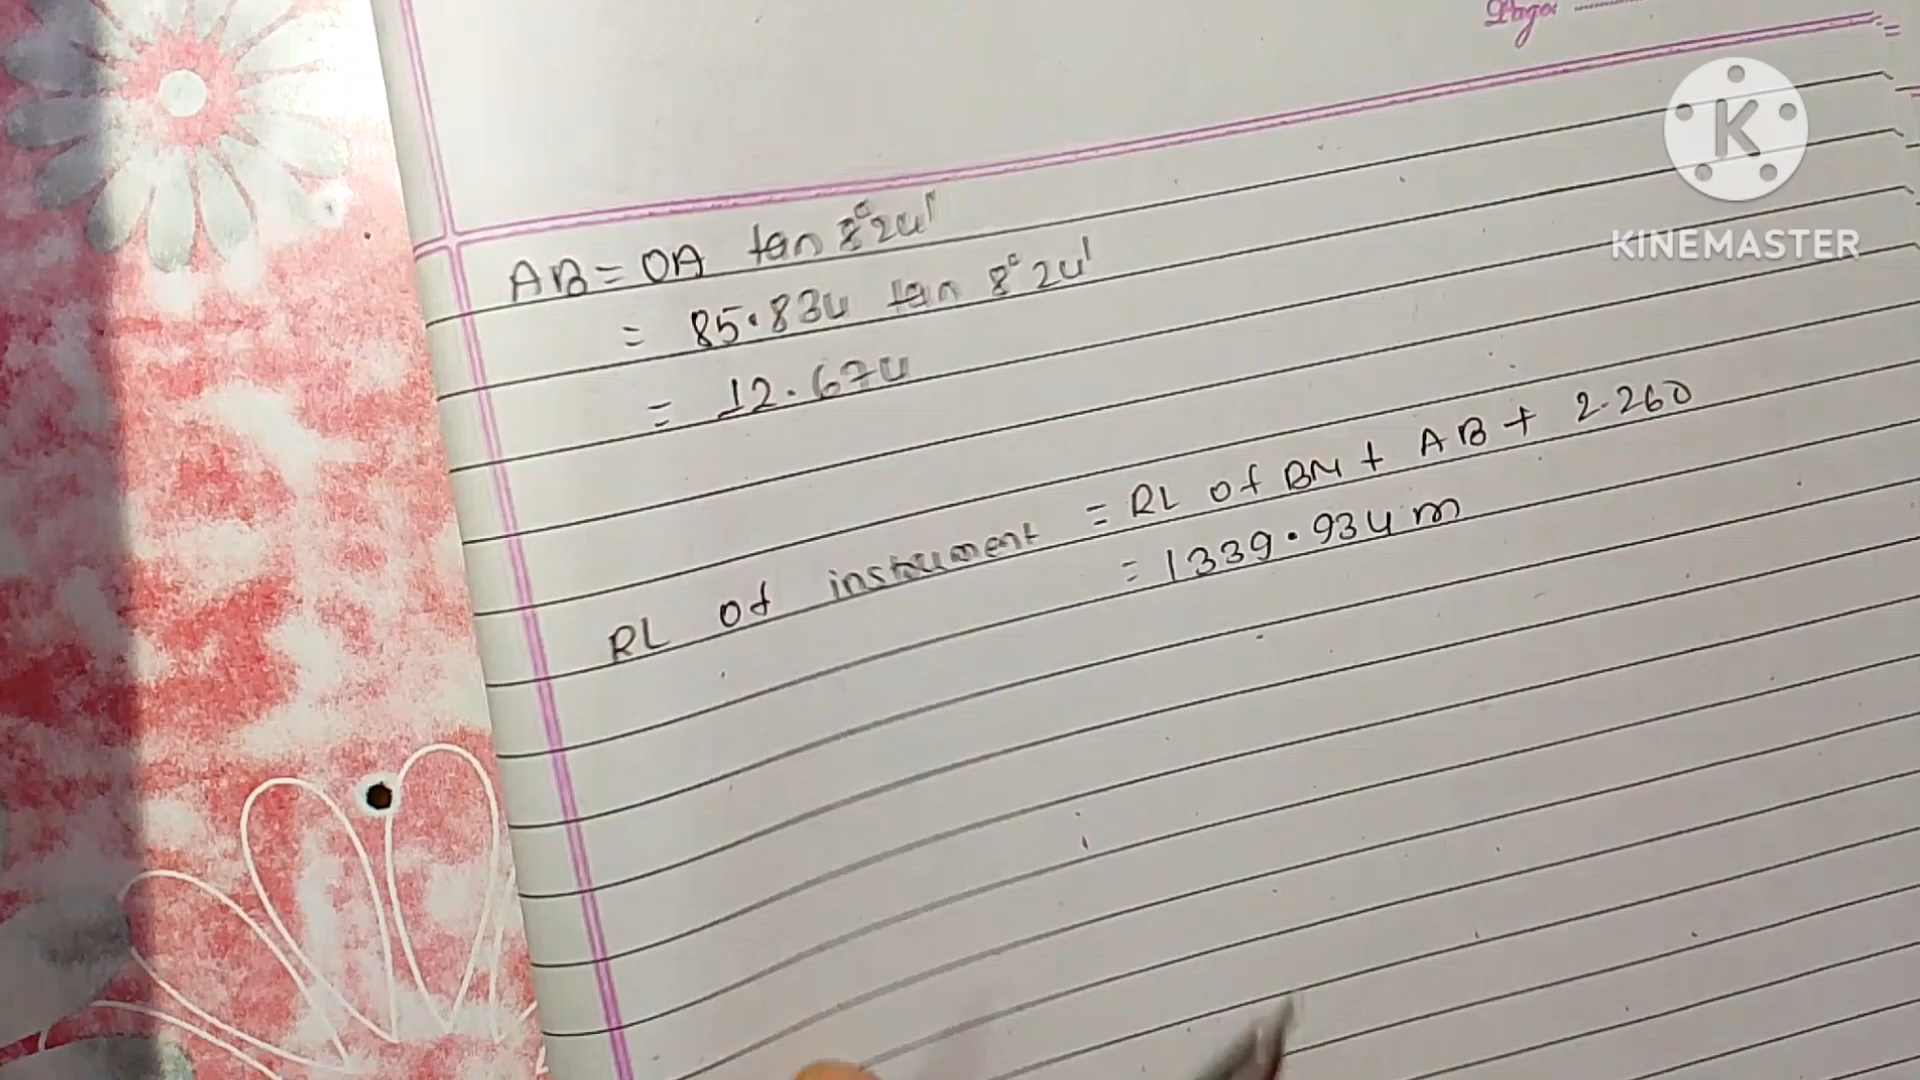 Page:
K
KINEMASTER
AB = OA tan 8°24'
= 85.834 tan 8°24'
= 12.674
RL of instrument = RL of BM + AB + 2.260
= 1339.934 m